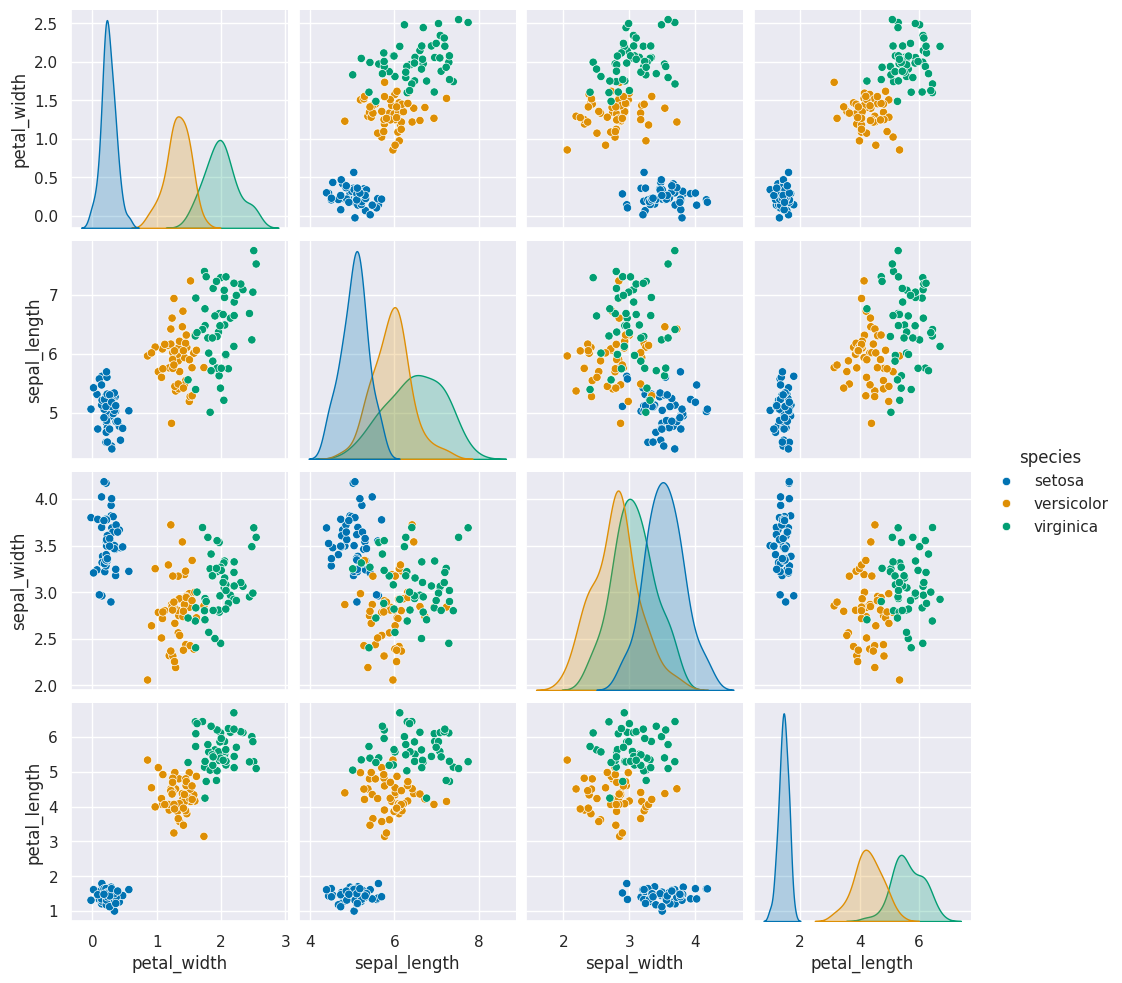 petal_width
2.5
2.0
1.5
1.0
0.5
0.0
sepal_length
7
6
5
sepal_width
4.0
3.5
3.0
2.5
2.0
petal_length
6
5
4
3
2
1
0 1 2 3
4 6 8
2 3 4
2 4 6
petal_width
sepal_length
sepal_width
petal_length
species
setosa
versicolor
virginica